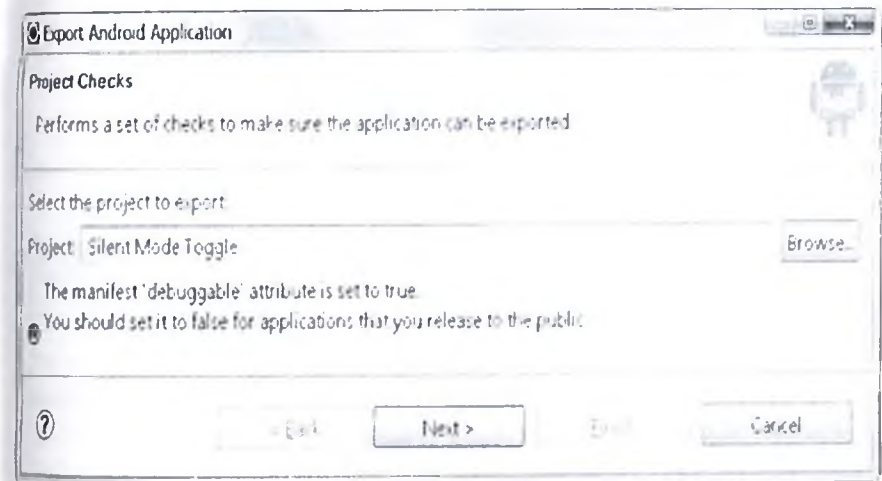 Export Android Application
Project Checks
Performs a set of checks to make sure the application can be exported
Select the project to export:
Project: Silent Mode Toggle
Browse...
The manifest 'debuggable' attribute is set to true.
You should set it to false for applications that you release to the public.
< Back
Next >
Cancel